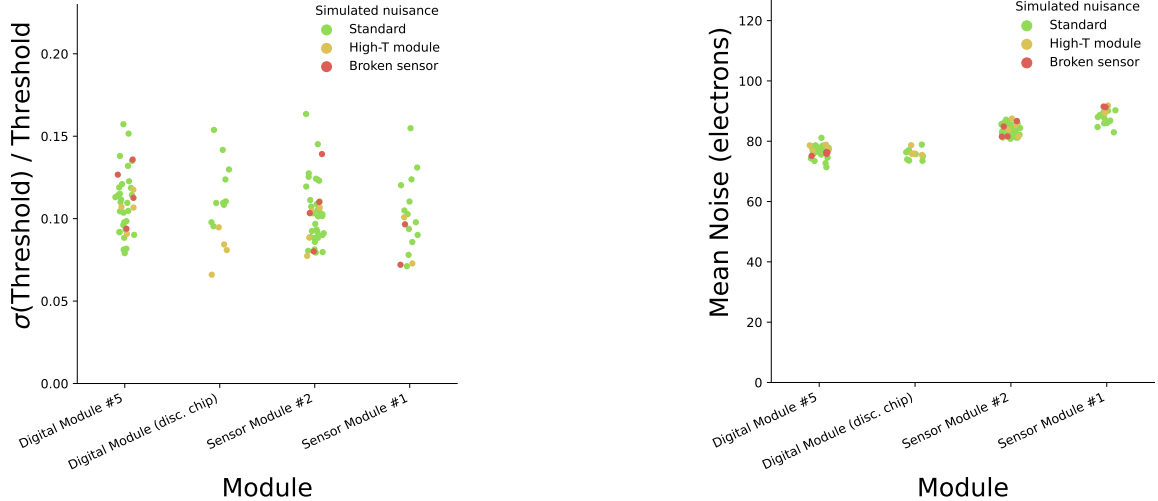 Simulated nuisance
Standard
High-T module
Broken sensor
σ(Threshold) / Threshold
0.20
0.15
0.10
0.05
0.00
Digital Module #5
Digital Module (disc. chip)
Sensor Module #2
Sensor Module #1
Module
Simulated nuisance
Standard
High-T module
Broken sensor
Mean Noise (electrons)
120
100
80
60
40
20
0
Digital Module #5
Digital Module (disc. chip)
Sensor Module #2
Sensor Module #1
Module